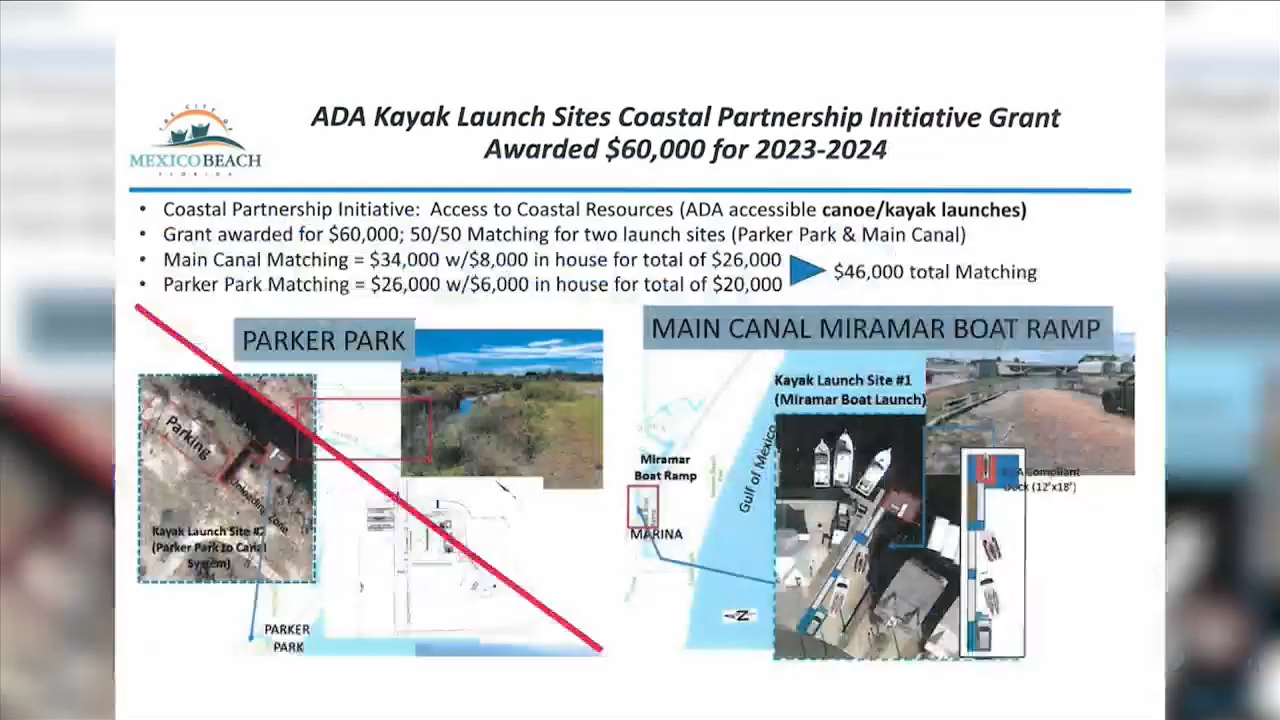 THE CITY OF
MEXICO BEACH
FLORIDA
ADA Kayak Launch Sites Coastal Partnership Initiative Grant
Awarded $60,000 for 2023-2024
• Coastal Partnership Initiative: Access to Coastal Resources (ADA accessible canoe/kayak launches)
• Grant awarded for $60,000; 50/50 Matching for two launch sites (Parker Park & Main Canal)
• Main Canal Matching = $34,000 w/$8,000 in house for total of $26,000
• Parker Park Matching = $26,000 w/$6,000 in house for total of $20,000
$46,000 total Matching
PARKER PARK
Parking
Unloading Zone
Kayak Launch Site #2
(Parker Park to Canal
System)
PARKER
PARK
MAIN CANAL MIRAMAR BOAT RAMP
Kayak Launch Site #1
(Miramar Boat Launch)
Gulf of Mexico
Miramar
Boat Ramp
MARINA
N
ADA Compliant
Dock (12'x18')